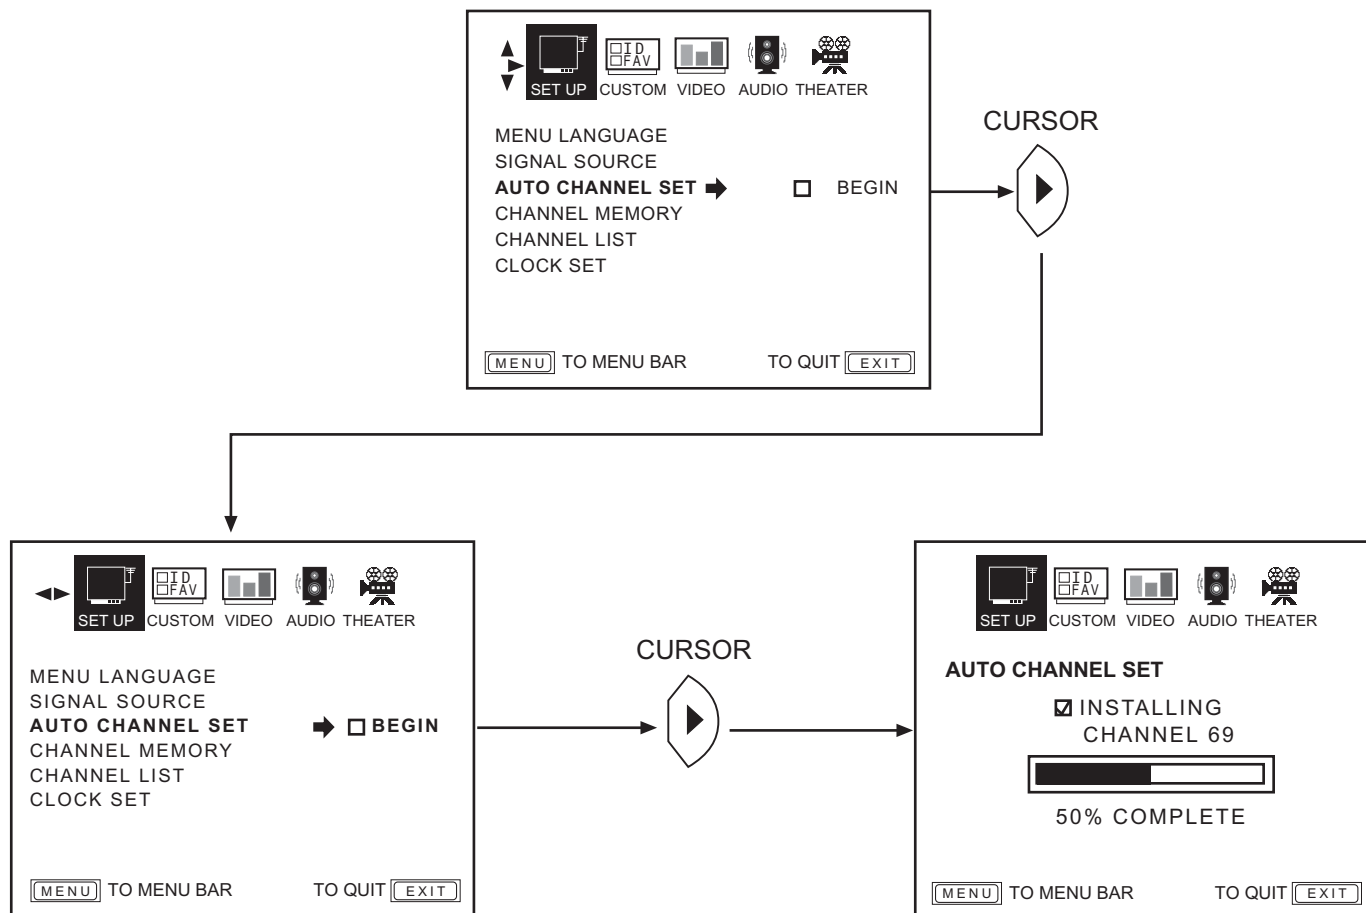 ID
FAV
SET UP CUSTOM VIDEO AUDIO THEATER
MENU LANGUAGE
SIGNAL SOURCE
AUTO CHANNEL SET BEGIN
CHANNEL MEMORY
CHANNEL LIST
CLOCK SET
MENU TO MENU BAR TO QUIT EXIT
CURSOR
ID
FAV
SET UP CUSTOM VIDEO AUDIO THEATER
MENU LANGUAGE
SIGNAL SOURCE
AUTO CHANNEL SET BEGIN
CHANNEL MEMORY
CHANNEL LIST
CLOCK SET
MENU TO MENU BAR TO QUIT EXIT
CURSOR
ID
FAV
SET UP CUSTOM VIDEO AUDIO THEATER
AUTO CHANNEL SET
INSTALLING
CHANNEL 69
50% COMPLETE
MENU TO MENU BAR TO QUIT EXIT